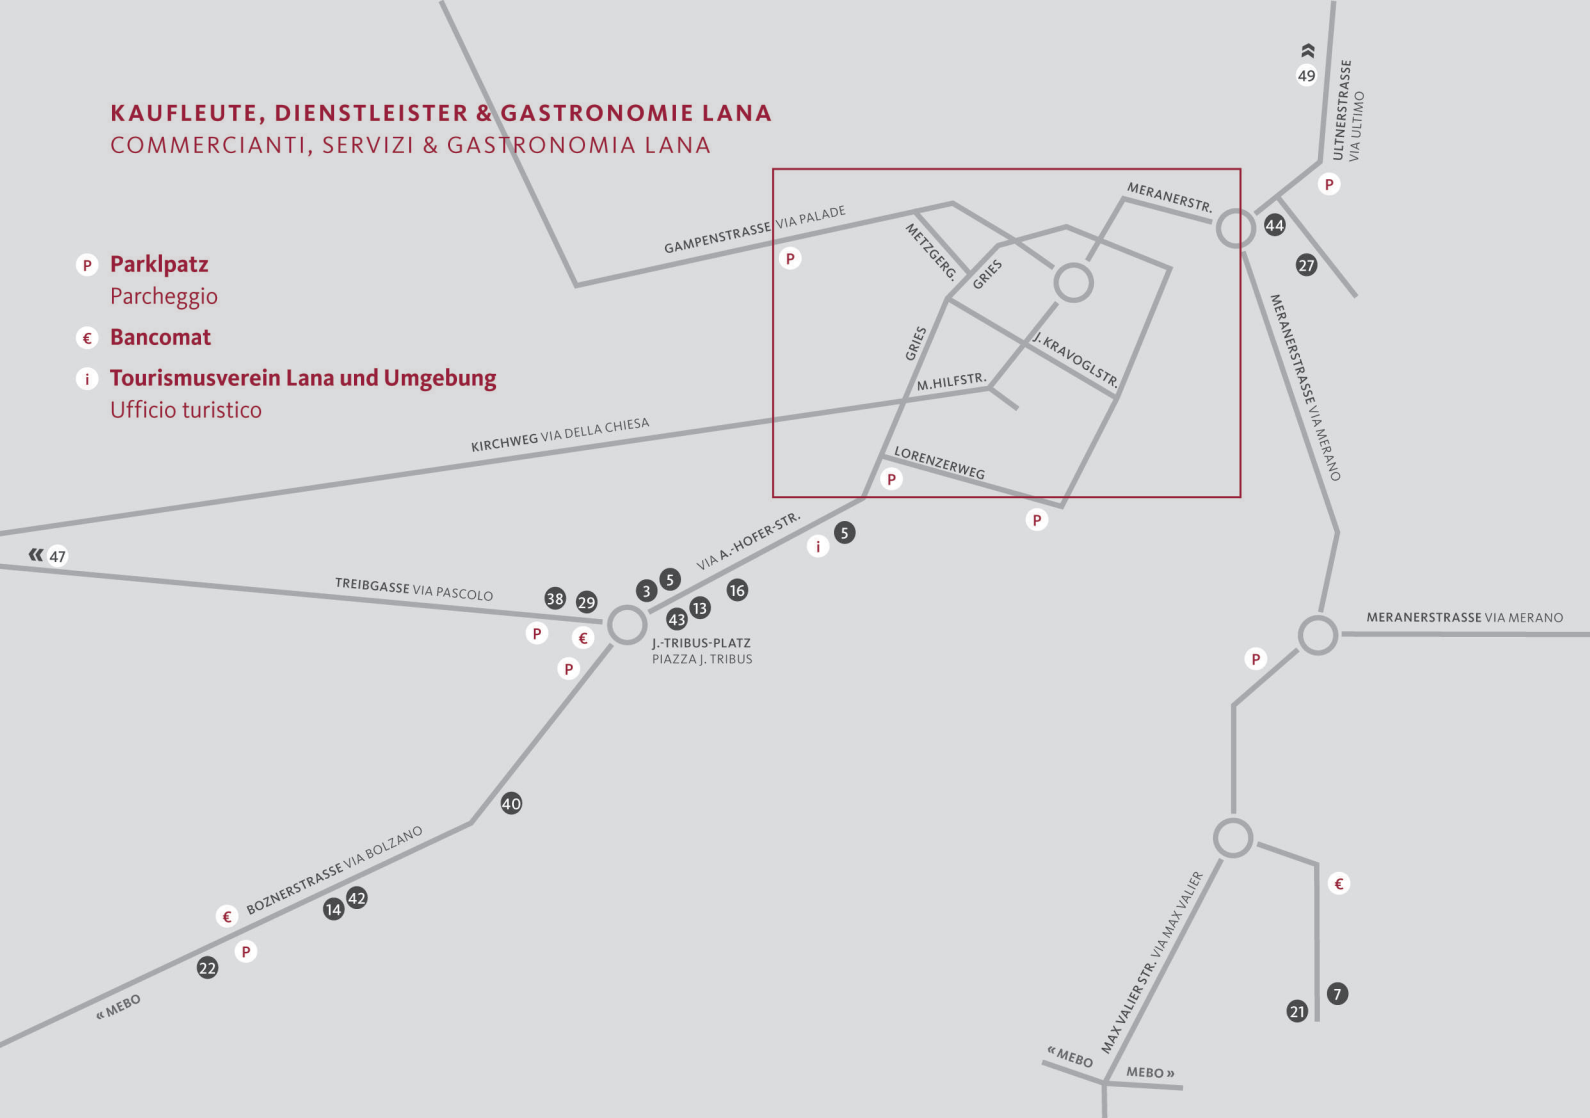 KAUFLEUTE, DIENSTLEISTER & GASTRONOMIE LANA
COMMERCIANTI, SERVIZI & GASTRONOMIA LANA
P Parklpatz
Parcheggio
€ Bancomat
i Tourismusverein Lana und Umgebung
Ufficio turistico
49
ULTNERSTRASSE
VIA ULTIMO
P
MERANERSTR.
44
27
GAMPENSTRASSE VIA PALADE
P
METZGERG.
GRIES
GRIES
J. KRAVOGLSTR.
M.HILFSTR.
MERANERSTRASSE VIA MERANO
KIRCHWEG VIA DELLA CHIESA
LORENZERWEG
P
P
VIA A.-HOFER-STR.
i
5
« 47
TREIBGASSE VIA PASCOLO
38
29
3
5
16
13
43
P
€
P
J.-TRIBUS-PLATZ
PIAZZA J. TRIBUS
MERANERSTRASSE VIA MERANO
P
40
BOZNERSTRASSE VIA BOLZANO
€
14
42
P
22
« MEBO
MAX VALIER STR. VIA MAX VALIER
€
7
21
« MEBO
MEBO »